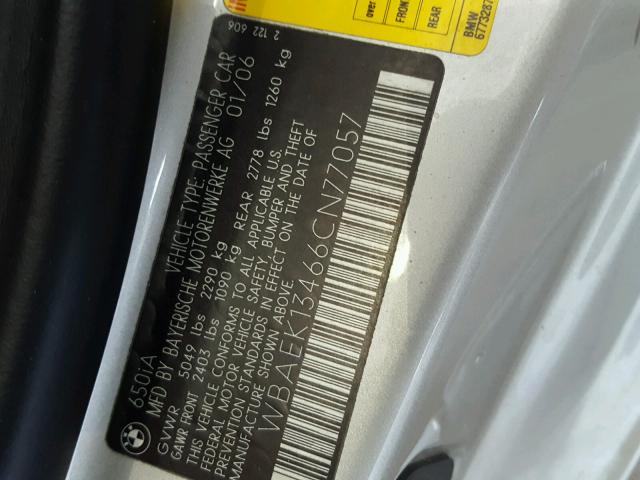 over
FRONT
REAR
BMW
6773287
2 122 606
650iA
VEHICLE TYPE: PASSENGER CAR
MFD BY BAYERISCHE MOTORENWERKE AG 01/06
GVWR 5049 lbs 2290 kg
GAWR FRONT 2403 lbs 1090 kg REAR 2778 lbs 1260 kg
THIS VEHICLE CONFORMS TO ALL APPLICABLE U.S.
FEDERAL MOTOR VEHICLE SAFETY, BUMPER AND THEFT
PREVENTION STANDARDS IN EFFECT ON THE DATE OF
MANUFACTURE SHOWN ABOVE
WBAEK13466CN77057